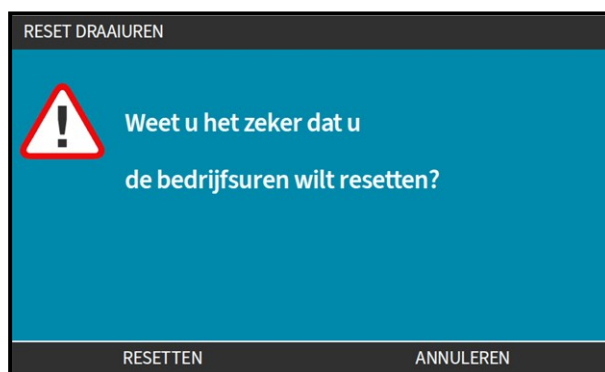 RESET DRAAIUREN
Weet u het zeker dat u
de bedrijfsuren wilt resetten?
RESETTEN
ANNULEREN